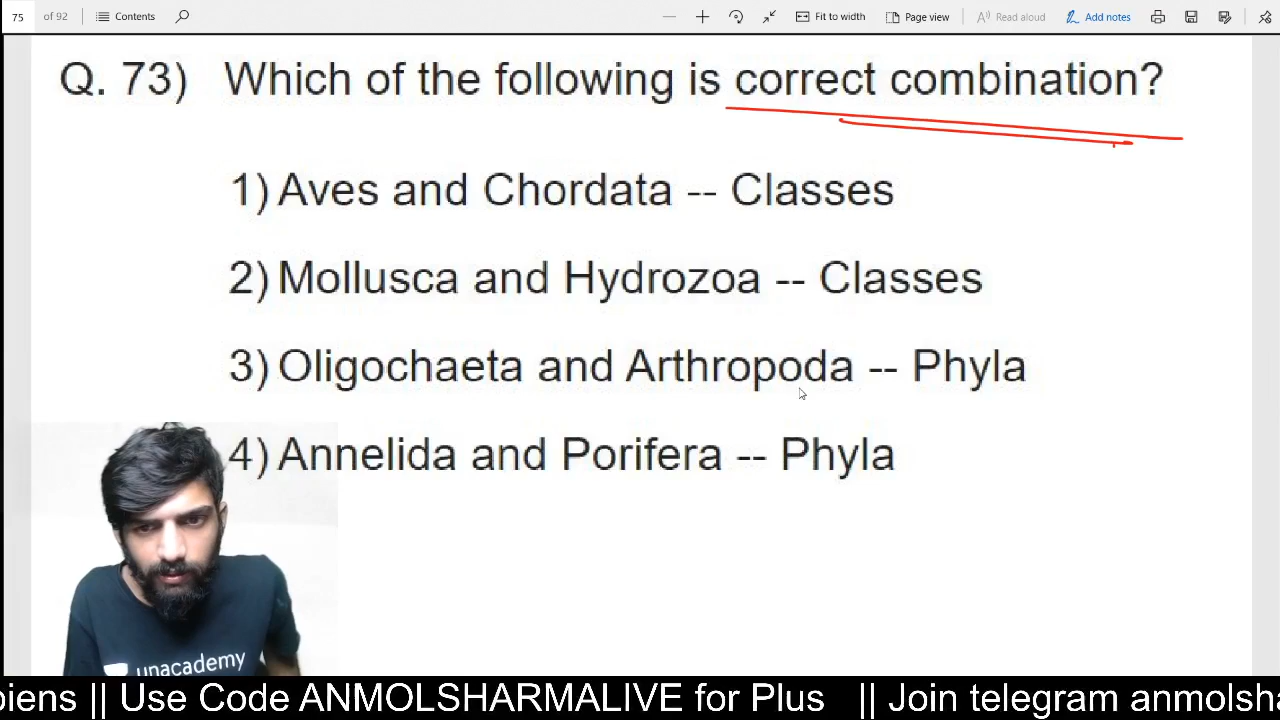 75 of 92 Contents Fit to width Page view Read aloud Add notes
Q. 73) Which of the following is correct combination?
1) Aves and Chordata -- Classes
2) Mollusca and Hydrozoa -- Classes
3) Oligochaeta and Arthropoda -- Phyla
4) Annelida and Porifera -- Phyla
unacademy
|| Use Code ANMOLSHARMALIVE for Plus || Join telegram